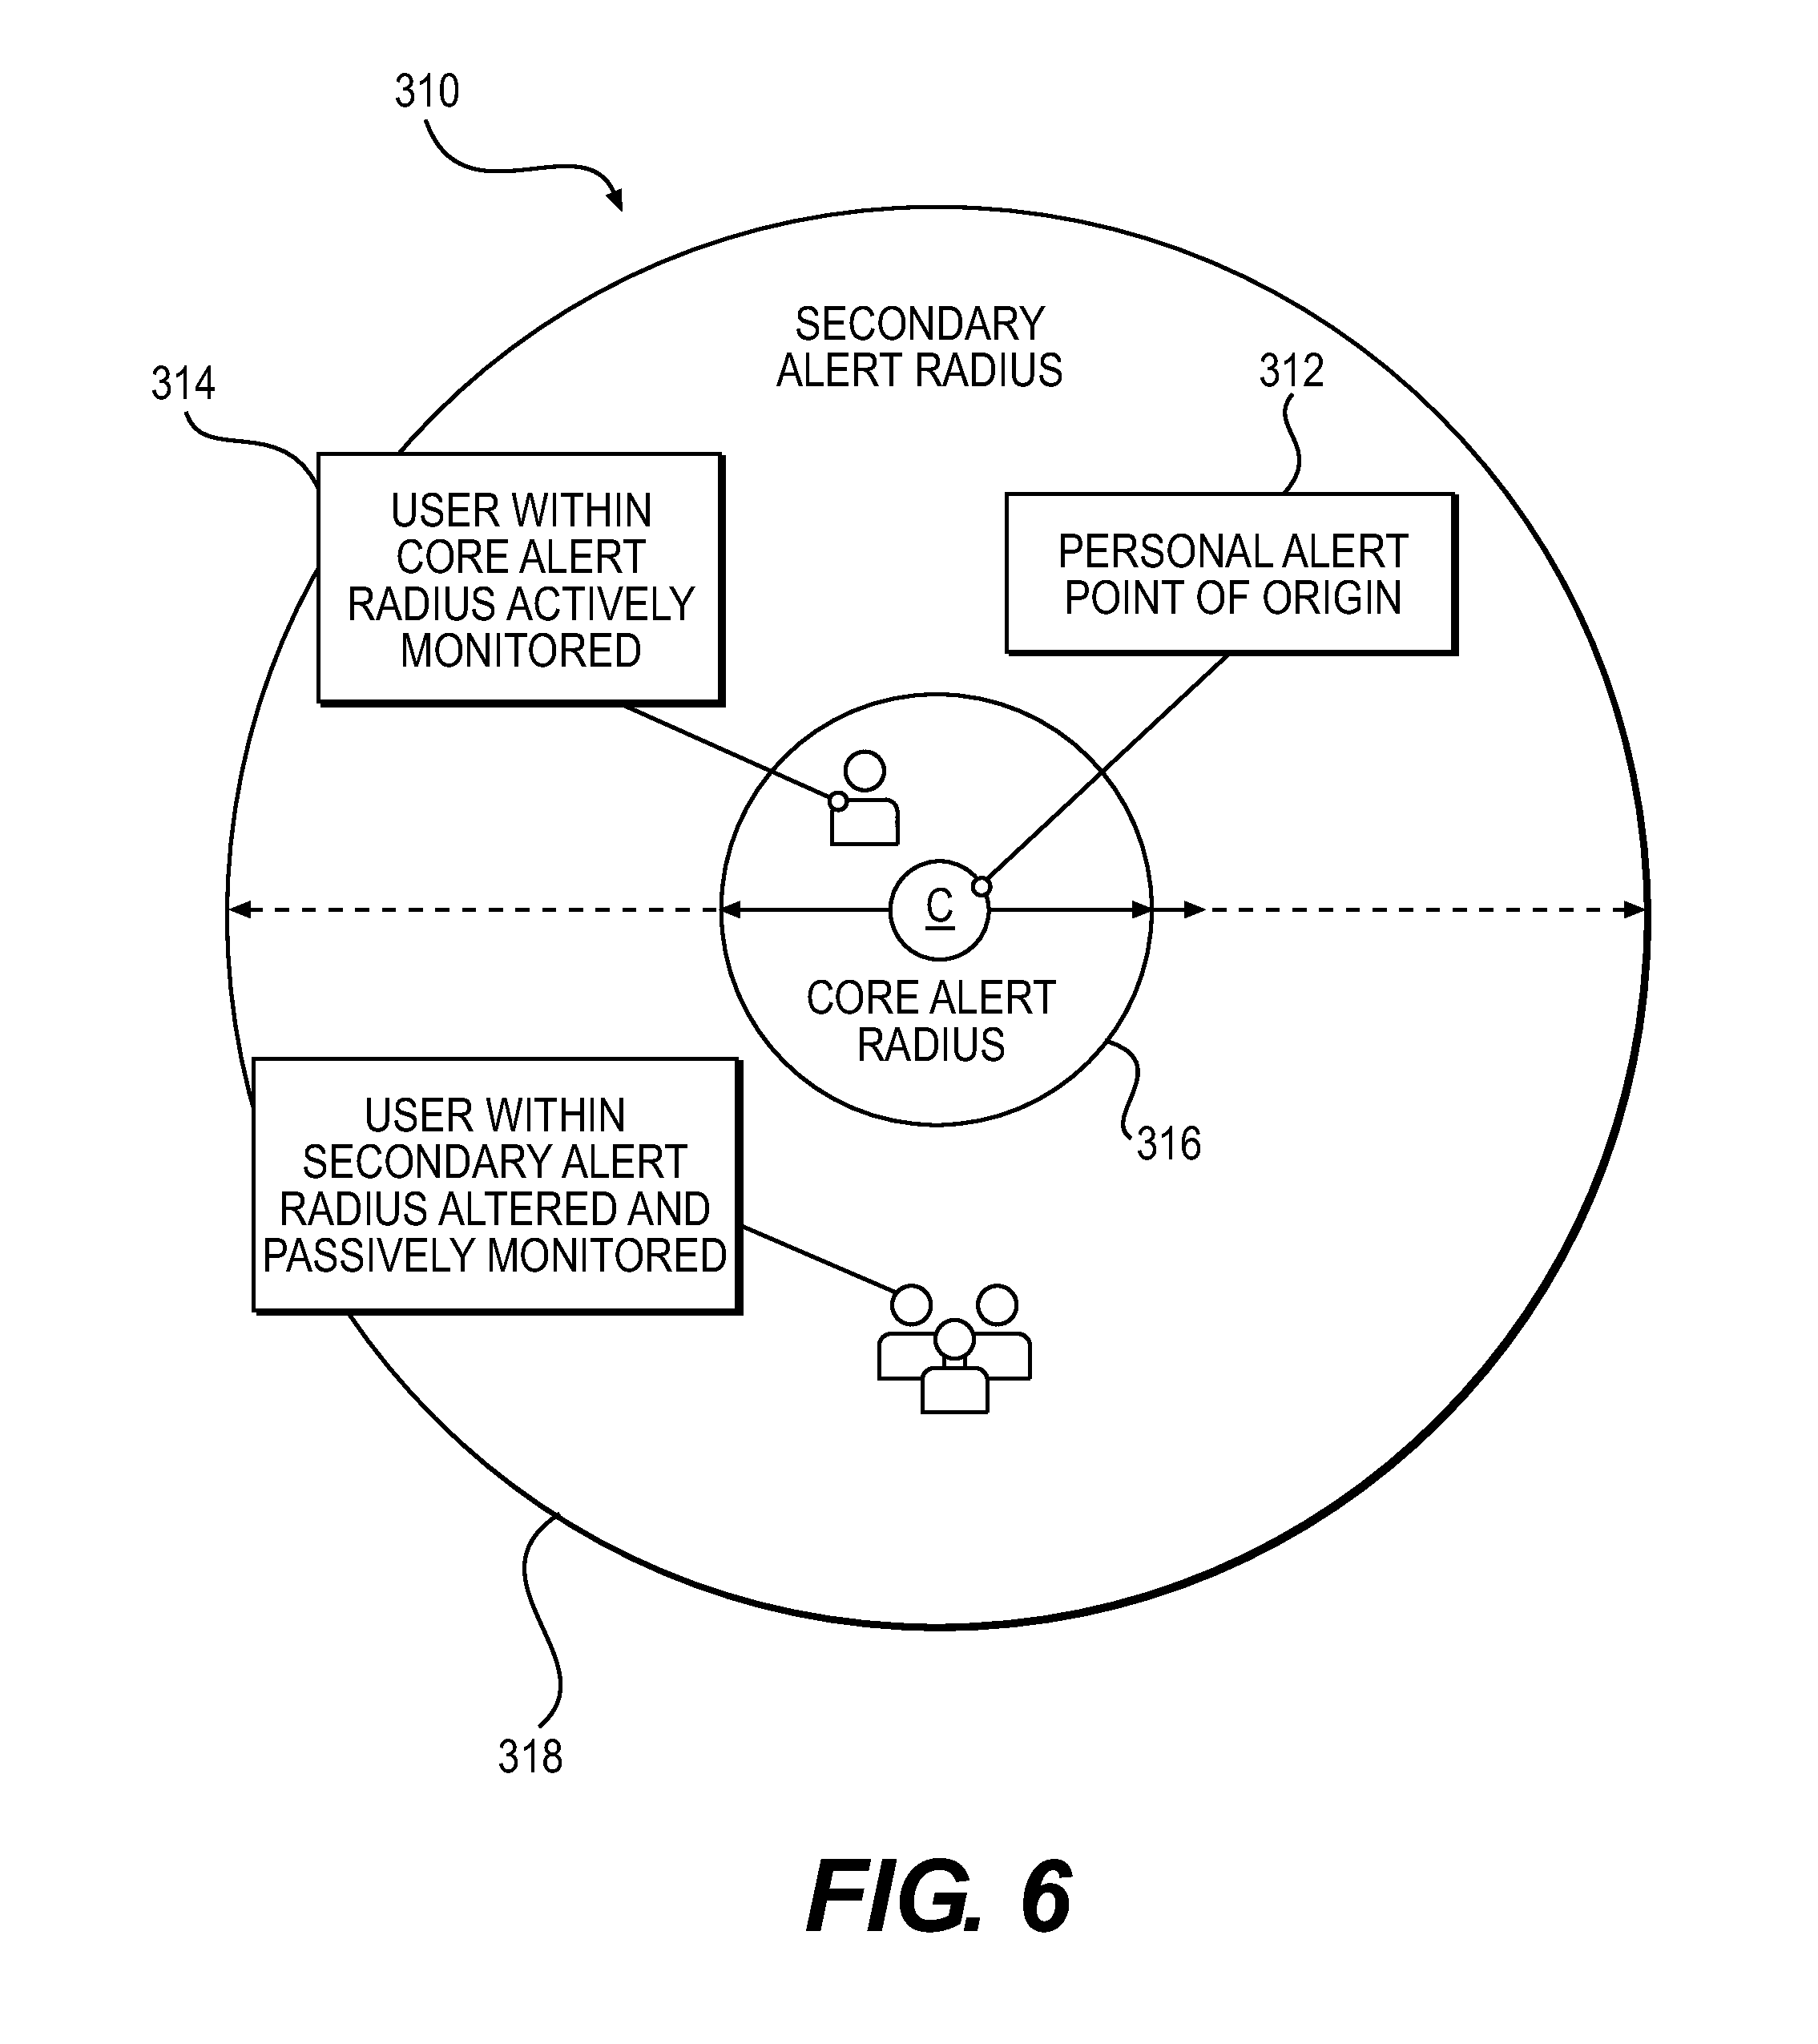 310
SECONDARY
ALERT RADIUS
314
312
USER WITHIN
CORE ALERT
RADIUS ACTIVELY
MONITORED
PERSONAL ALERT
POINT OF ORIGIN
C
CORE ALERT
RADIUS
316
USER WITHIN
SECONDARY ALERT
RADIUS ALTERED AND
PASSIVELY MONITORED
318
FIG. 6